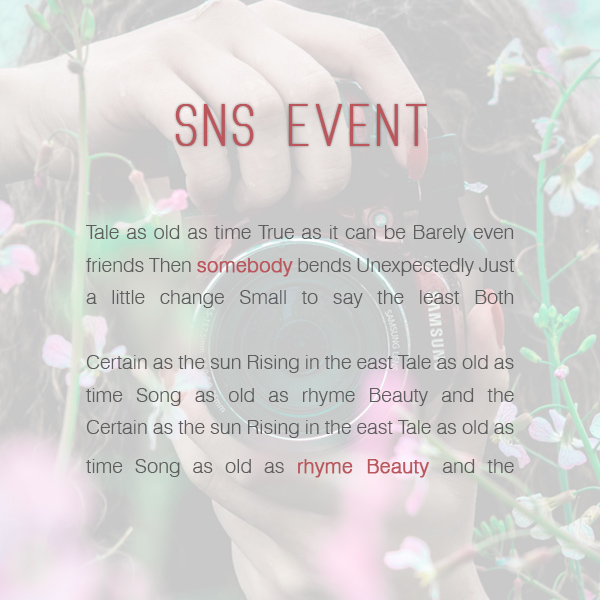 SNS EVENT
Tale as old as time True as it can be Barely even
friends Then somebody bends Unexpectedly Just
a little change Small to say the least Both
Certain as the sun Rising in the east Tale as old as
time Song as old as rhyme Beauty and the
Certain as the sun Rising in the east Tale as old as
time Song as old as rhyme Beauty and the
SAMSUNG
SAMSUNG